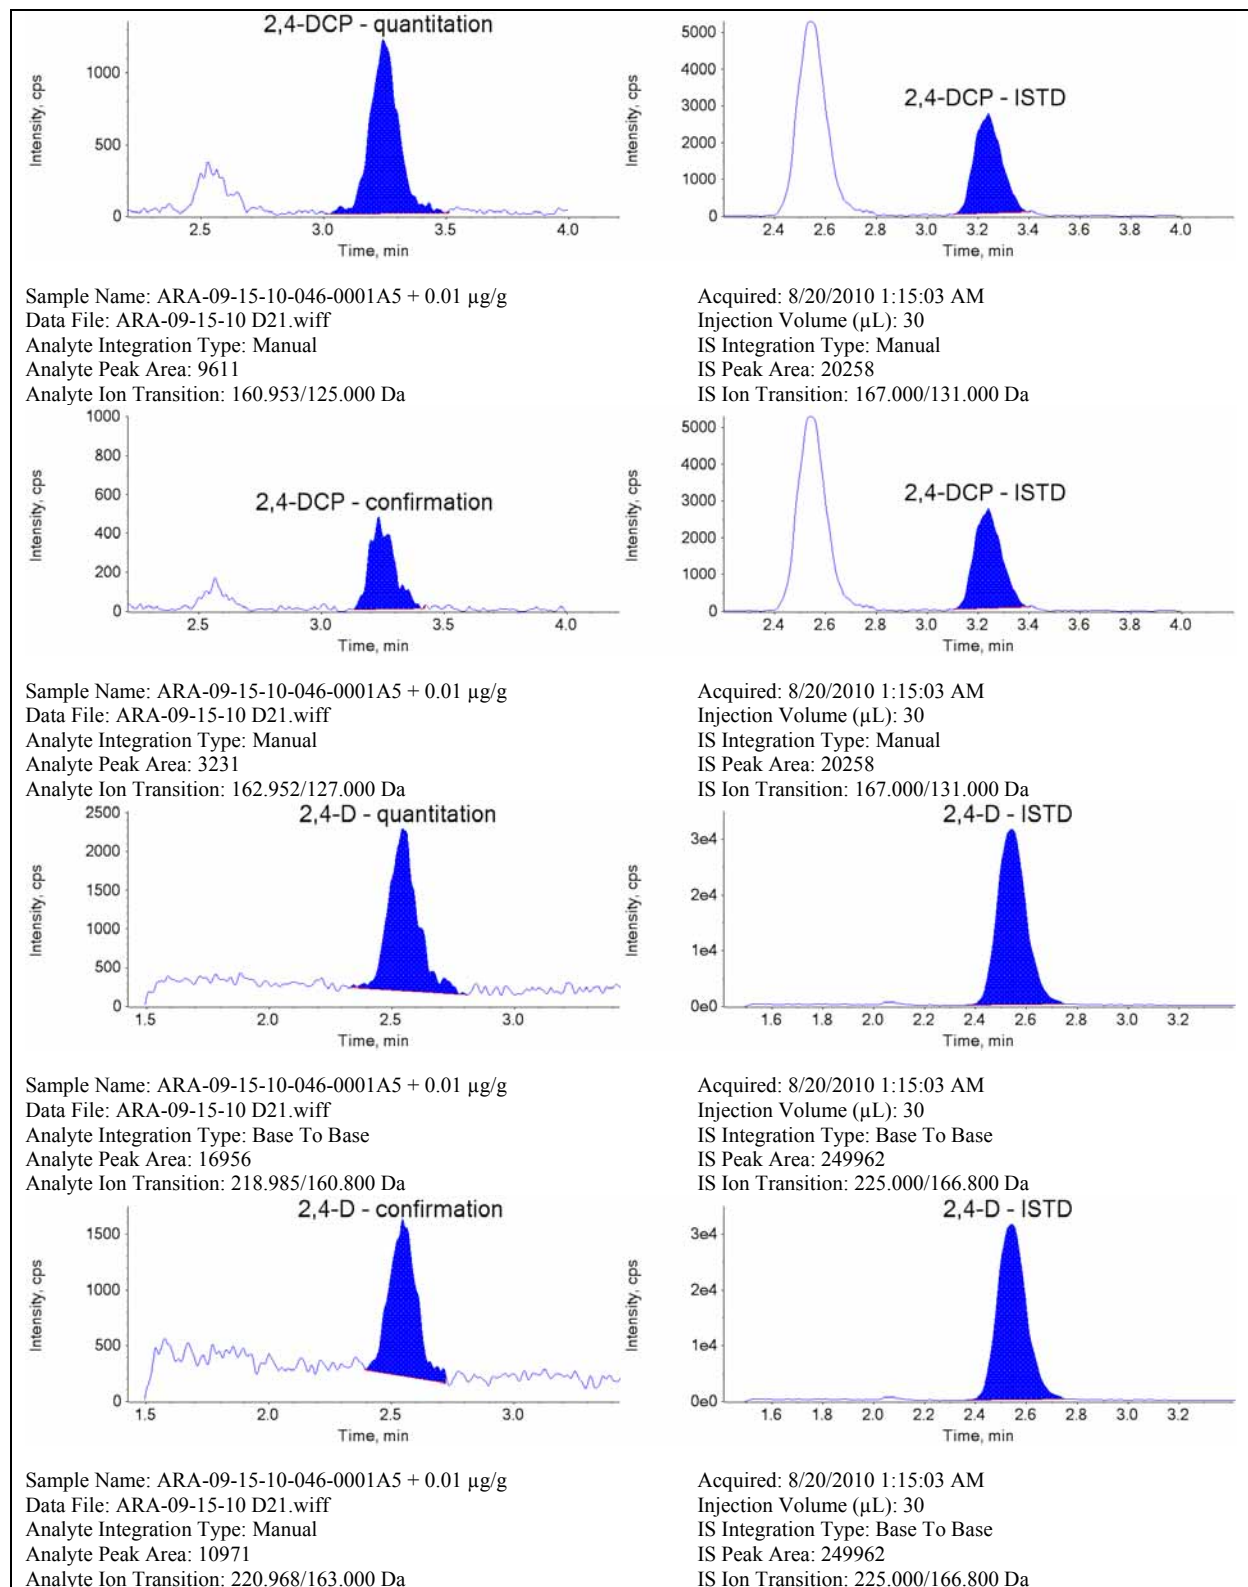 2,4-DCP - quantitation
Intensity, cps
1000
500
0
2.5 3.0 3.5 4.0
Time, min
2,4-DCP - ISTD
Intensity, cps
5000
4000
3000
2000
1000
0
2.4 2.6 2.8 3.0 3.2 3.4 3.6 3.8 4.0
Time, min
Sample Name: ARA-09-15-10-046-0001A5 + 0.01 µg/g
Data File: ARA-09-15-10 D21.wiff
Analyte Integration Type: Manual
Analyte Peak Area: 9611
Analyte Ion Transition: 160.953/125.000 Da
Acquired: 8/20/2010 1:15:03 AM
Injection Volume (µL): 30
IS Integration Type: Manual
IS Peak Area: 20258
IS Ion Transition: 167.000/131.000 Da
2,4-DCP - confirmation
Intensity, cps
1000
800
600
400
200
0
2.5 3.0 3.5 4.0
Time, min
2,4-DCP - ISTD
Intensity, cps
5000
4000
3000
2000
1000
0
2.4 2.6 2.8 3.0 3.2 3.4 3.6 3.8 4.0
Time, min
Sample Name: ARA-09-15-10-046-0001A5 + 0.01 µg/g
Data File: ARA-09-15-10 D21.wiff
Analyte Integration Type: Manual
Analyte Peak Area: 3231
Analyte Ion Transition: 162.952/127.000 Da
Acquired: 8/20/2010 1:15:03 AM
Injection Volume (µL): 30
IS Integration Type: Manual
IS Peak Area: 20258
IS Ion Transition: 167.000/131.000 Da
2,4-D - quantitation
Intensity, cps
2500
2000
1500
1000
500
0
1.5 2.0 2.5 3.0
Time, min
2,4-D - ISTD
Intensity, cps
3e4
2e4
1e4
0e0
1.6 1.8 2.0 2.2 2.4 2.6 2.8 3.0 3.2
Time, min
Sample Name: ARA-09-15-10-046-0001A5 + 0.01 µg/g
Data File: ARA-09-15-10 D21.wiff
Analyte Integration Type: Base To Base
Analyte Peak Area: 16956
Analyte Ion Transition: 218.985/160.800 Da
Acquired: 8/20/2010 1:15:03 AM
Injection Volume (µL): 30
IS Integration Type: Base To Base
IS Peak Area: 249962
IS Ion Transition: 225.000/166.800 Da
2,4-D - confirmation
Intensity, cps
1500
1000
500
0
1.5 2.0 2.5 3.0
Time, min
2,4-D - ISTD
Intensity, cps
3e4
2e4
1e4
0e0
1.6 1.8 2.0 2.2 2.4 2.6 2.8 3.0 3.2
Time, min
Sample Name: ARA-09-15-10-046-0001A5 + 0.01 µg/g
Data File: ARA-09-15-10 D21.wiff
Analyte Integration Type: Manual
Analyte Peak Area: 10971
Analyte Ion Transition: 220.968/163.000 Da
Acquired: 8/20/2010 1:15:03 AM
Injection Volume (µL): 30
IS Integration Type: Base To Base
IS Peak Area: 249962
IS Ion Transition: 225.000/166.800 Da